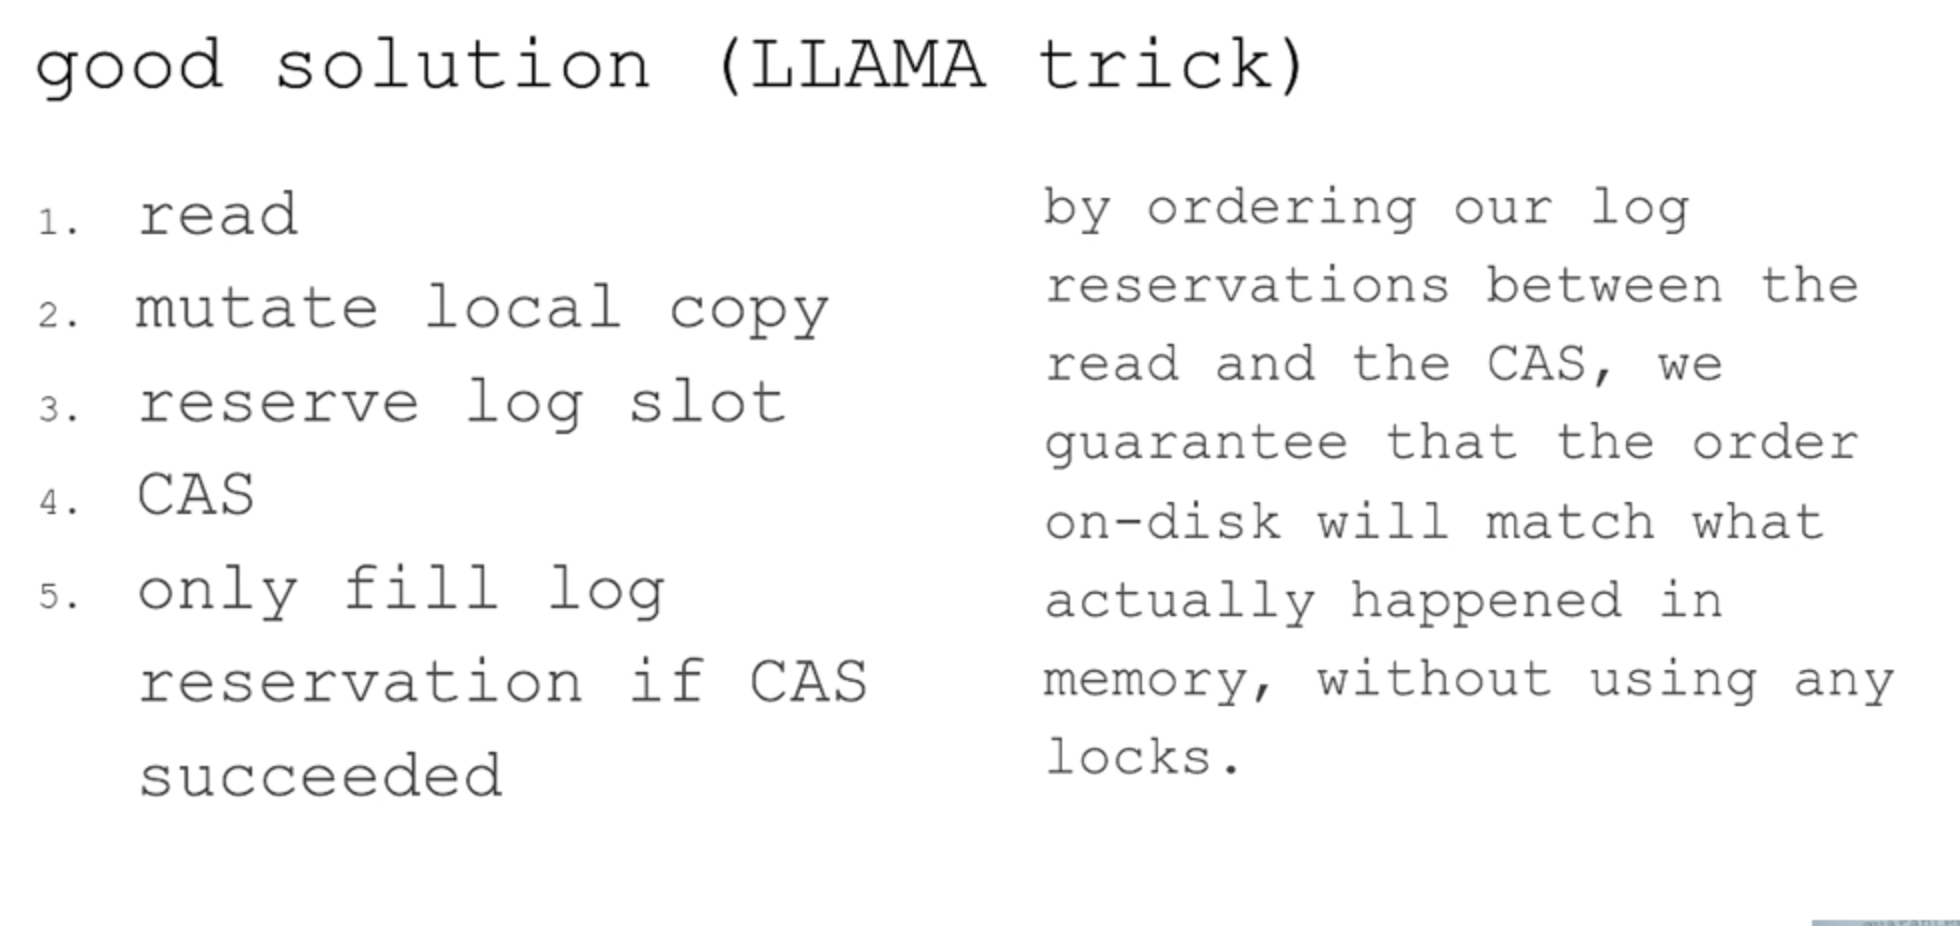 good solution (LLAMA trick)
1. read
2. mutate local copy
3. reserve log slot
4. CAS
5. only fill log
reservation if CAS
succeeded
by ordering our log
reservations between the
read and the CAS, we
guarantee that the order
on-disk will match what
actually happened in
memory, without using any
locks.